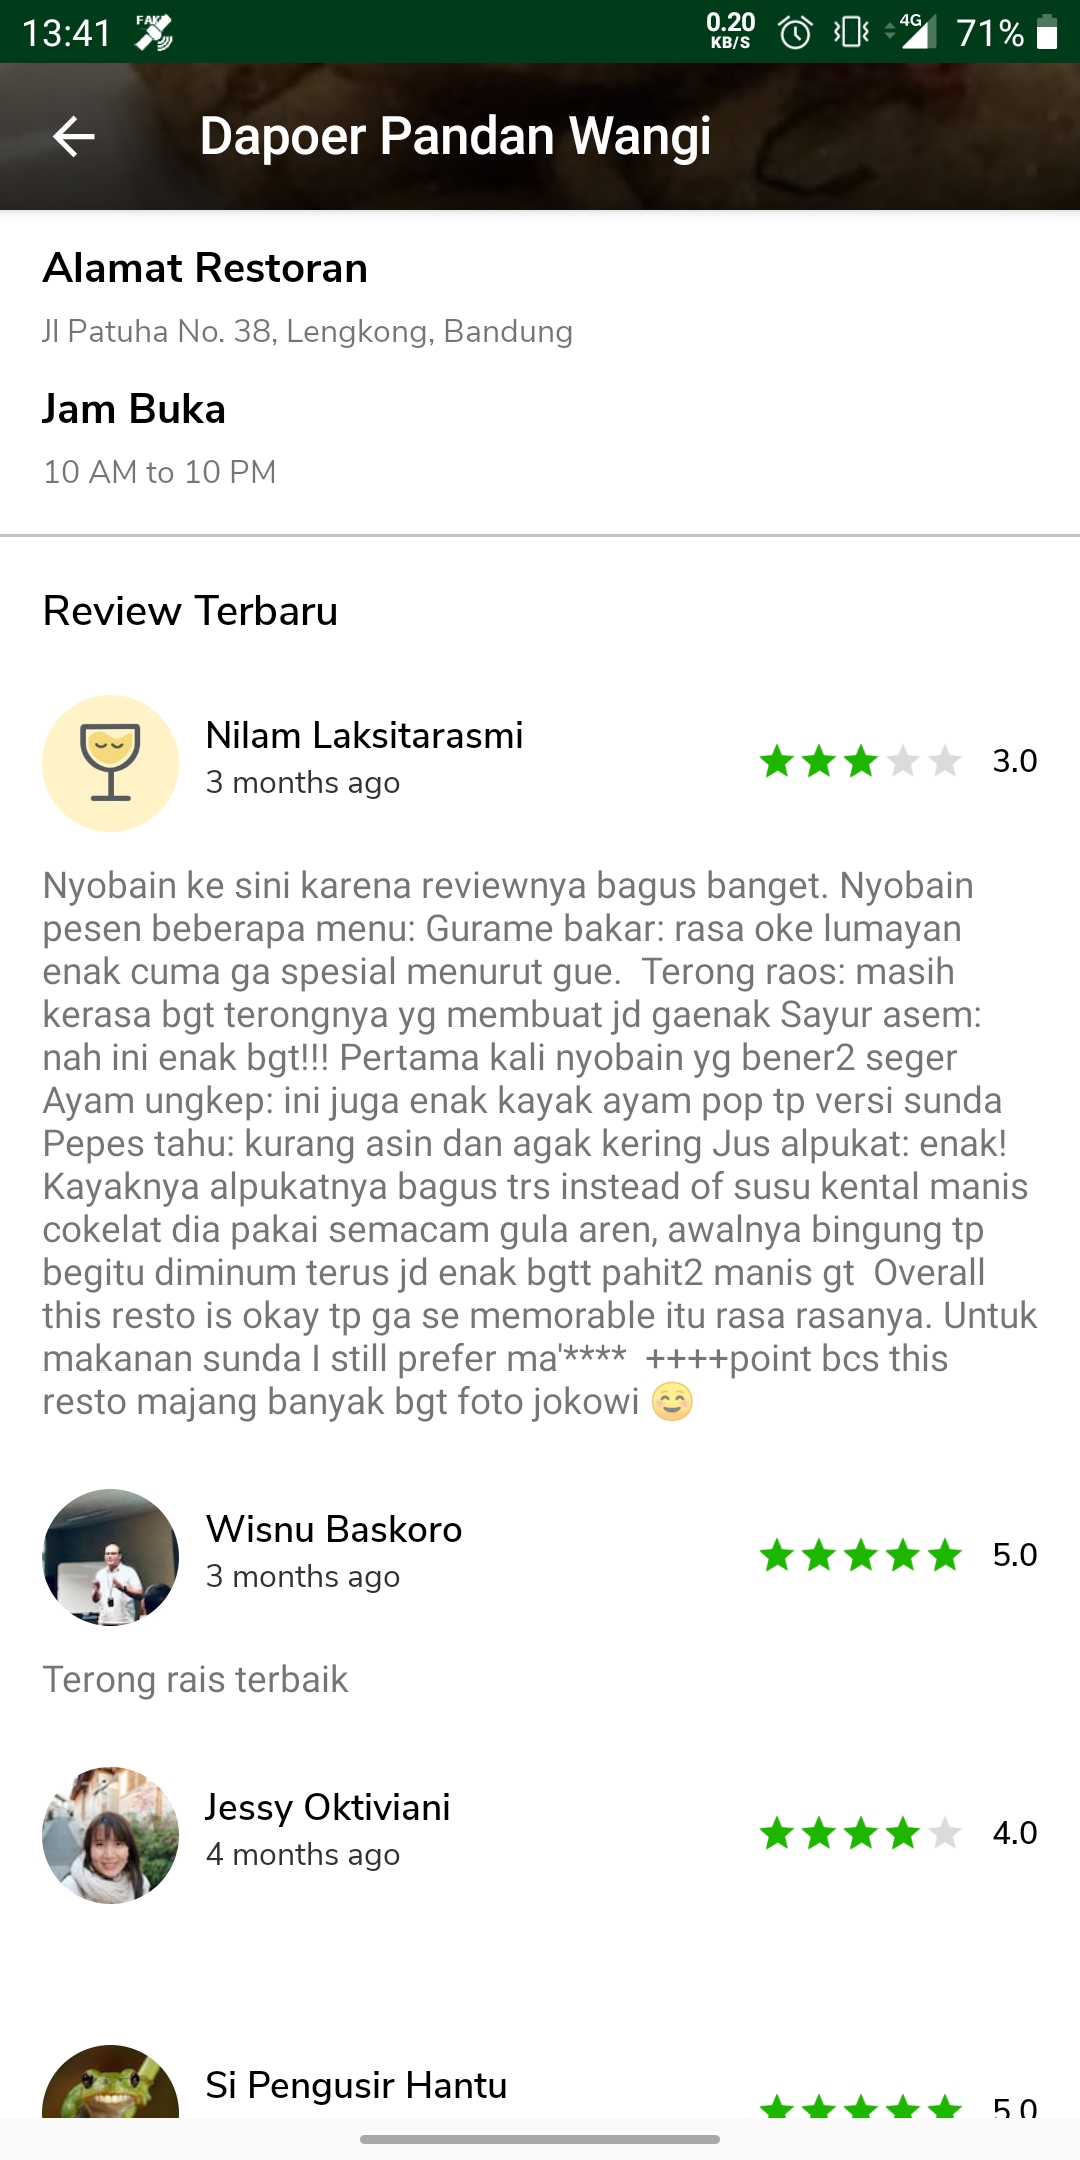 13:41 FAKE 0.20 KB/S 4G 71%
Dapoer Pandan Wangi
Alamat Restoran
Jl Patuha No. 38, Lengkong, Bandung
Jam Buka
10 AM to 10 PM
Review Terbaru
Nilam Laksitarasmi
3 months ago
3.0
Nyobain ke sini karena reviewnya bagus banget. Nyobain
pesen beberapa menu: Gurame bakar: rasa oke lumayan
enak cuma ga spesial menurut gue.  Terong raos: masih
kerasa bgt terongnya yg membuat jd gaenak Sayur asem:
nah ini enak bgt!!! Pertama kali nyobain yg bener2 seger
Ayam ungkep: ini juga enak kayak ayam pop tp versi sunda
Pepes tahu: kurang asin dan agak kering Jus alpukat: enak!
Kayaknya alpukatnya bagus trs instead of susu kental manis
cokelat dia pakai semacam gula aren, awalnya bingung tp
begitu diminum terus jd enak bgtt pahit2 manis gt  Overall
this resto is okay tp ga se memorable itu rasa rasanya. Untuk
makanan sunda I still prefer ma'****  ++++point bcs this
resto majang banyak bgt foto jokowi ☺️
Wisnu Baskoro
3 months ago
5.0
Terong rais terbaik
Jessy Oktiviani
4 months ago
4.0
Si Pengusir Hantu
5.0